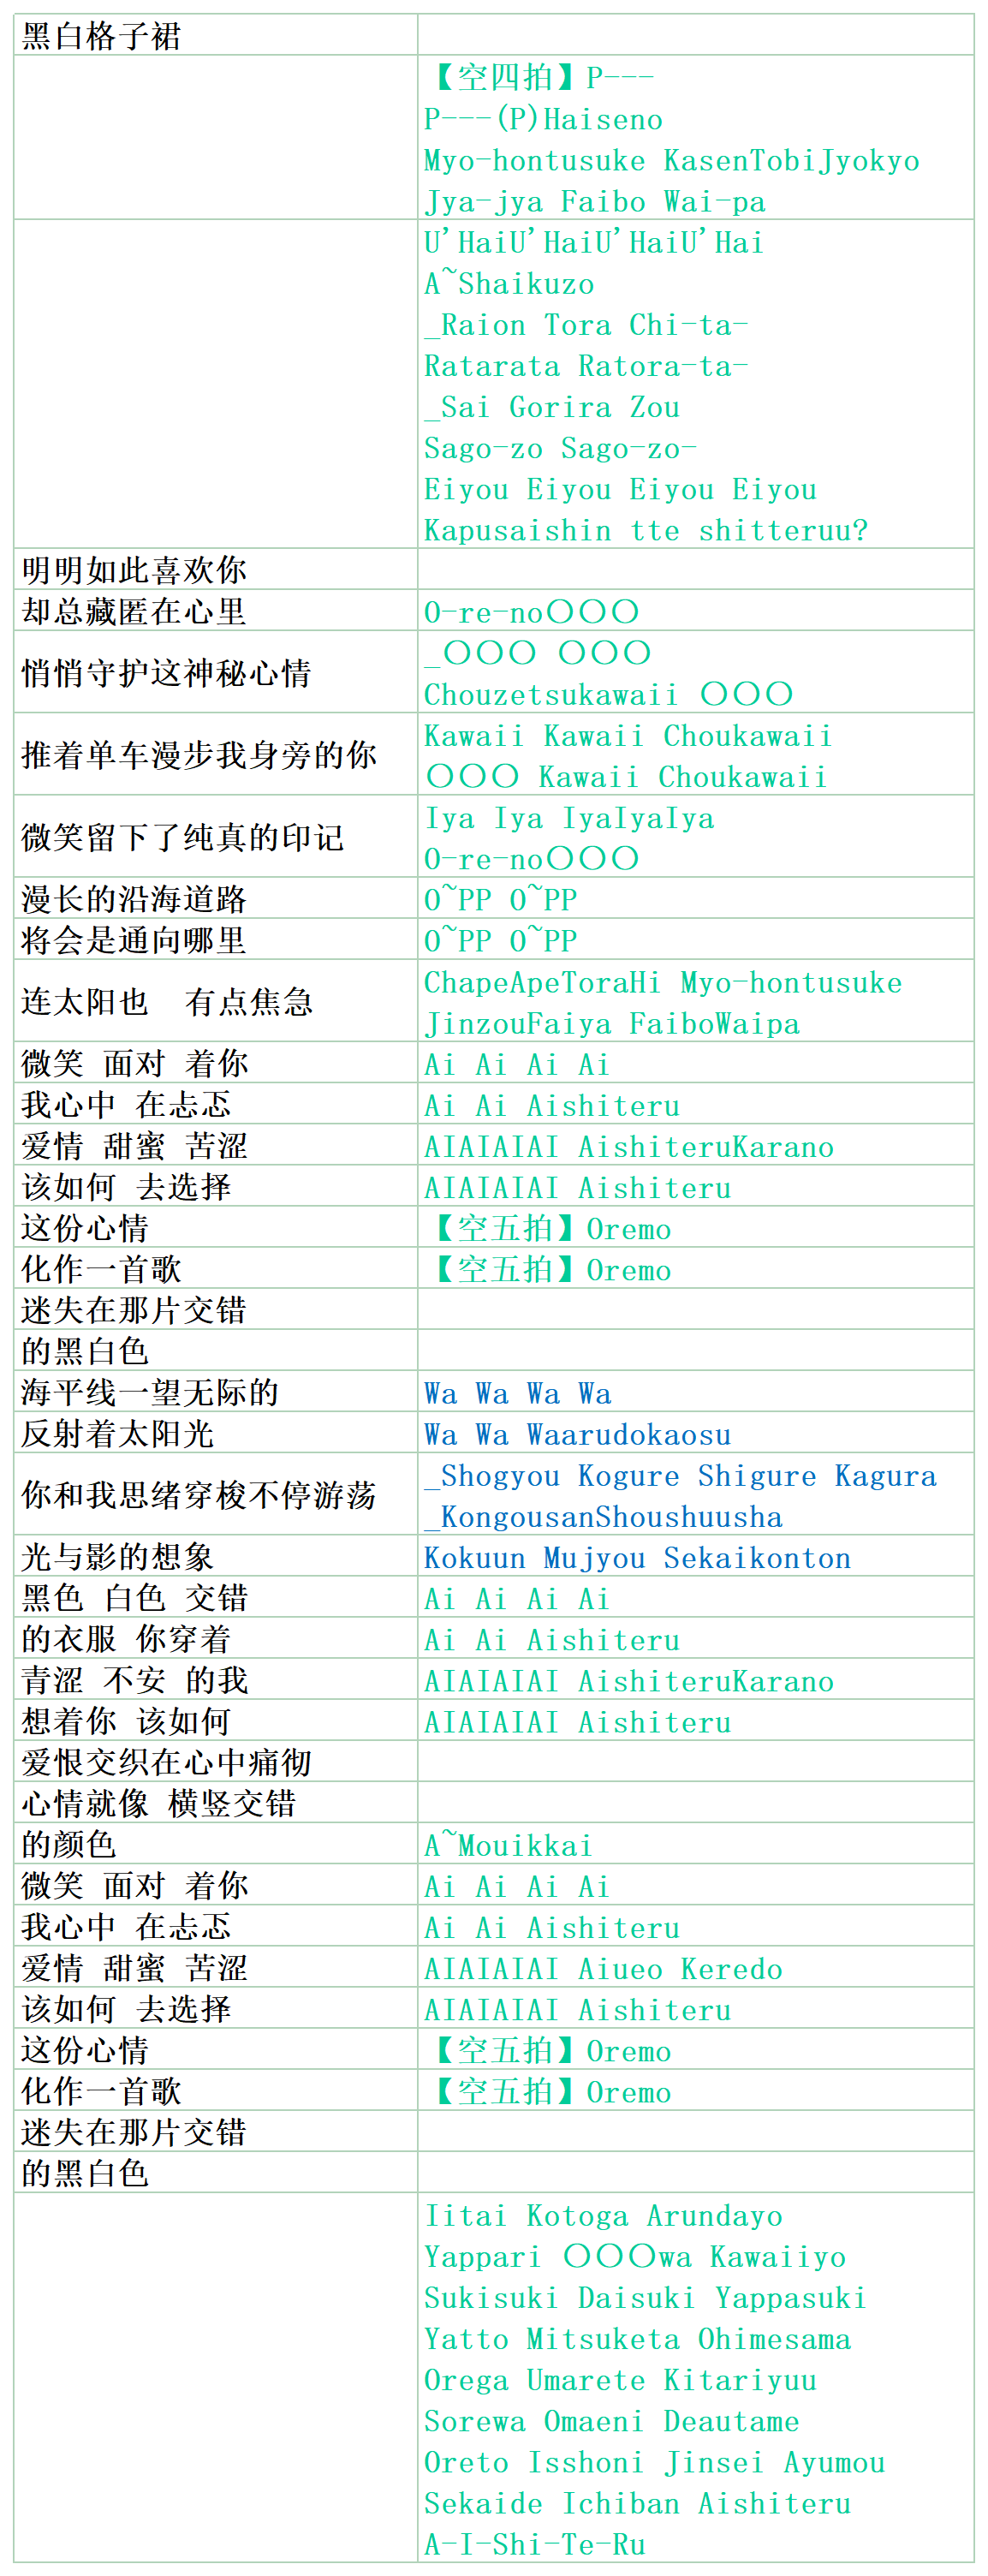 黑白格子裙
【空四拍】P---
P---(P)Haiseno
Myo-hontusuke KasenTobiJyokyo
Jya-jya Faibo Wai-pa
U'HaiU'HaiU'HaiU'Hai
A~Shaikuzo
_Raion Tora Chi-ta-
Ratarata Ratora-ta-
_Sai Gorira Zou
Sago-zo Sago-zo-
Eiyou Eiyou Eiyou Eiyou
Kapusaishin tte shitteruu?
明明如此喜欢你
却总藏匿在心里
O-re-no〇〇〇
悄悄守护这神秘心情
_〇〇〇 〇〇〇
Chouzetsukawaii 〇〇〇
推着单车漫步我身旁的你
Kawaii Kawaii Choukawaii
〇〇〇 Kawaii Choukawaii
微笑留下了纯真的印记
Iya Iya IyaIyaIya
O-re-no〇〇〇
漫长的沿海道路
O~PP O~PP
将会是通向哪里
O~PP O~PP
连太阳也  有点焦急
ChapeApeToraHi Myo-hontusuke
JinzouFaiya FaiboWaipa
微笑 面对 着你
Ai Ai Ai Ai
我心中 在忐忑
Ai Ai Aishiteru
爱情 甜蜜 苦涩
AIAIAIAI AishiteruKarano
该如何 去选择
AIAIAIAI Aishiteru
这份心情
【空五拍】Oremo
化作一首歌
【空五拍】Oremo
迷失在那片交错
的黑白色
海平线一望无际的
Wa Wa Wa Wa
反射着太阳光
Wa Wa Waarudokaosu
你和我思绪穿梭不停游荡
_Shogyou Kogure Shigure Kagura
_KongousanShoushuusha
光与影的想象
Kokuun Mujyou Sekaikonton
黑色 白色 交错
Ai Ai Ai Ai
的衣服 你穿着
Ai Ai Aishiteru
青涩 不安 的我
AIAIAIAI AishiteruKarano
想着你 该如何
AIAIAIAI Aishiteru
爱恨交织在心中痛彻
心情就像 横竖交错
的颜色
A~Mouikkai
微笑 面对 着你
Ai Ai Ai Ai
我心中 在忐忑
Ai Ai Aishiteru
爱情 甜蜜 苦涩
AIAIAIAI Aiueo Keredo
该如何 去选择
AIAIAIAI Aishiteru
这份心情
【空五拍】Oremo
化作一首歌
【空五拍】Oremo
迷失在那片交错
的黑白色
Iitai Kotoga Arundayo
Yappari 〇〇〇wa Kawaiiyo
Sukisuki Daisuki Yappasuki
Yatto Mitsuketa Ohimesama
Orega Umarete Kitariyuu
Sorewa Omaeni Deautame
Oreto Isshoni Jinsei Ayumou
Sekaide Ichiban Aishiteru
A-I-Shi-Te-Ru